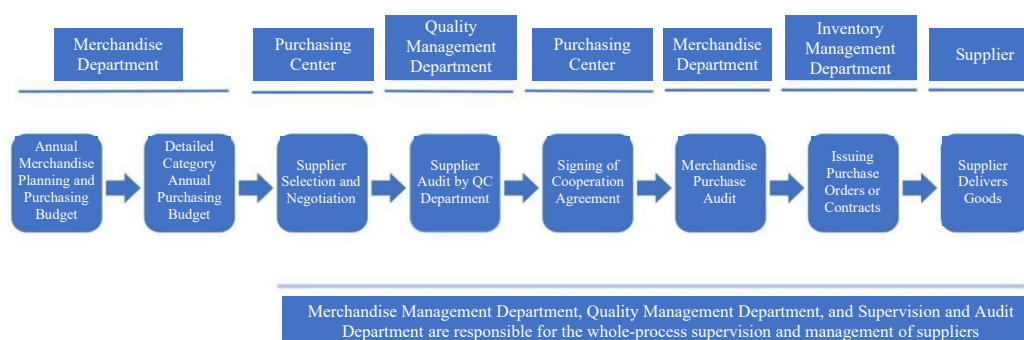 Merchandise
Department
Purchasing
Center
Quality
Management
Department
Purchasing
Center
Merchandise
Department
Inventory
Management
Department
Supplier
Annual
Merchandise
Planning and
Purchasing
Budget
Detailed
Category
Annual
Purchasing
Budget
Supplier
Selection and
Negotiation
Supplier
Audit by QC
Department
Signing of
Cooperation
Agreement
Merchandise
Purchase
Audit
Issuing
Purchase
Orders or
Contracts
Supplier
Delivers
Goods
Merchandise Management Department, Quality Management Department, and Supervision and Audit
Department are responsible for the whole-process supervision and management of suppliers